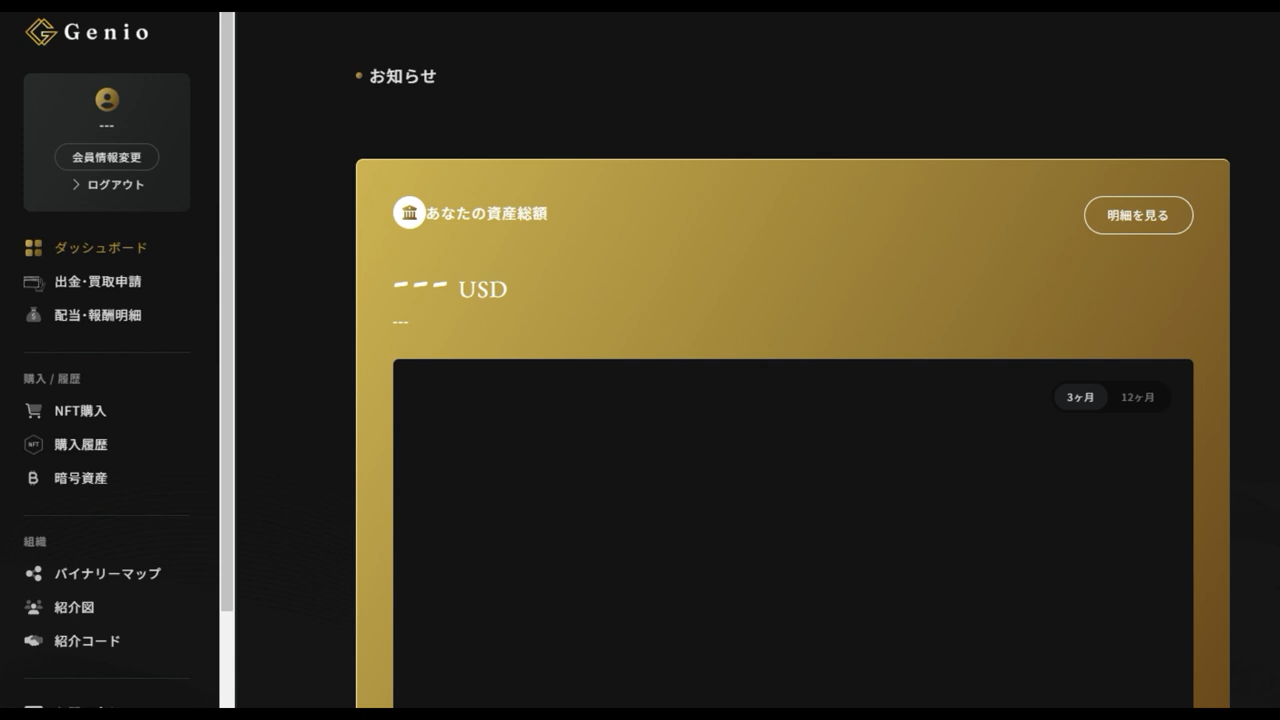 Genio
---
会員情報変更
ログアウト
ダッシュボード
出金・買取申請
配当・報酬明細
購入 / 履歴
NFT購入
NFT
購入履歴
暗号資産
組織
バイナリーマップ
紹介図
紹介コード
お知らせ
あなたの資産総額
明細を見る
--- USD
---
3ヶ月
12ヶ月